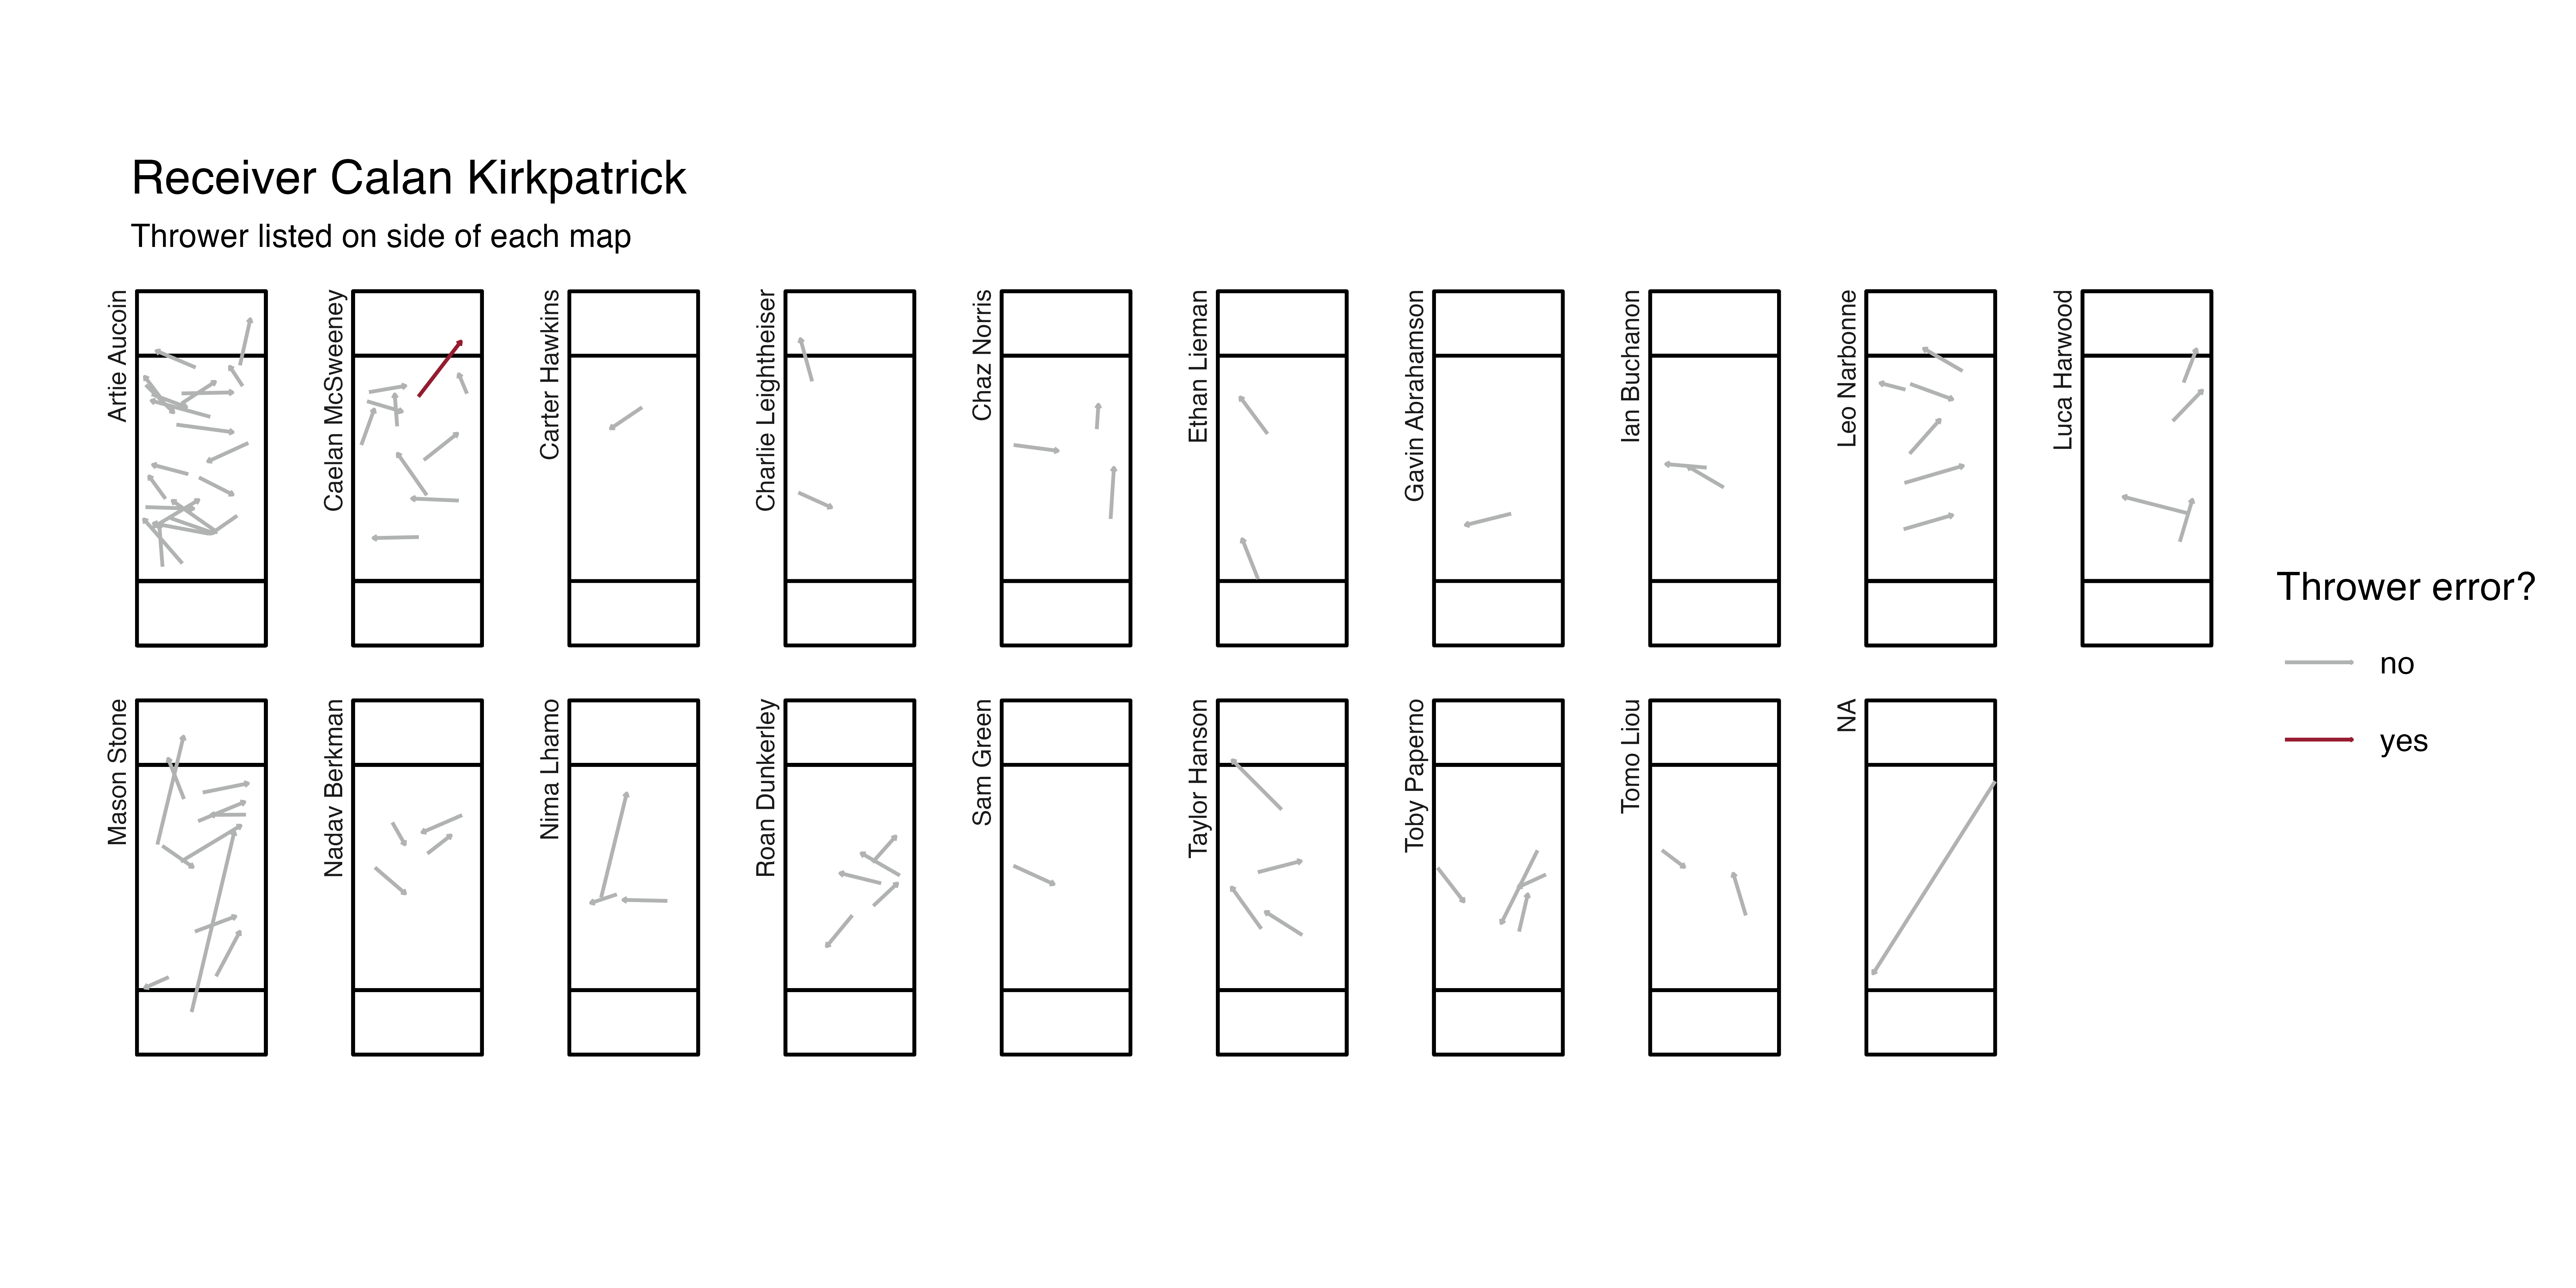 Receiver Calan Kirkpatrick
Thrower listed on side of each map
Artie Aucoin
Caelan McSweeney
Carter Hawkins
Charlie Leightheiser
Chaz Norris
Ethan Lieman
Gavin Abrahamson
Ian Buchanon
Leo Narbonne
Luca Harwood
Mason Stone
Nadav Berkman
Nima Lhamo
Roan Dunkerley
Sam Green
Taylor Hanson
Toby Paperno
Tomo Liou
NA
Thrower error?
no
yes